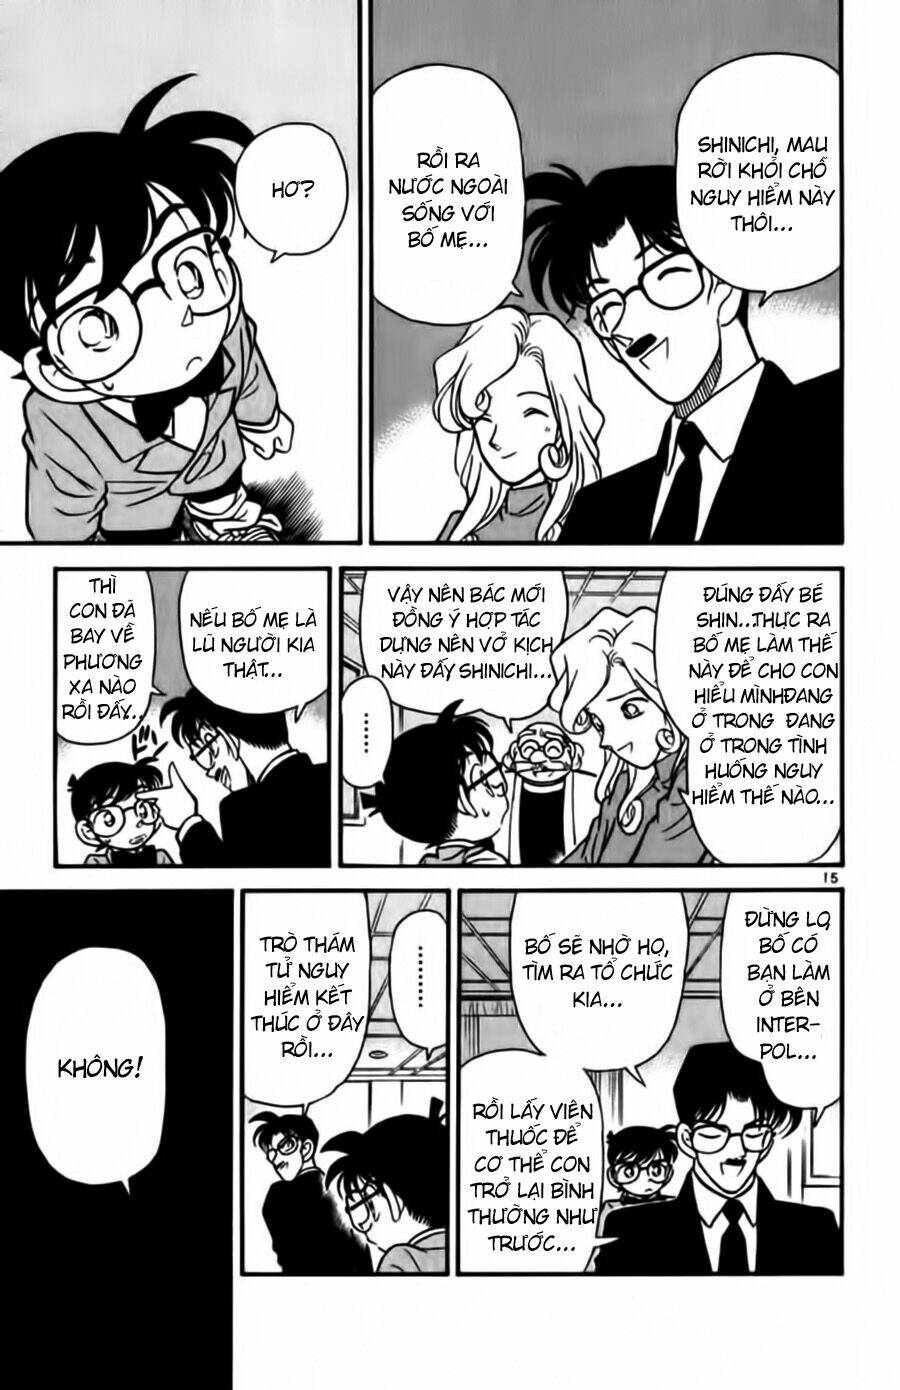 SHINICHI, MAU
RỜI KHỎI CHỐ
NGUY HIỂM NÀY
THÔI...
RỒI RA
NƯỚC NGOÀI
SỐNG VỚI
BỐ MẸ...
HƠ?
ĐÚNG ĐẤY BÉ
SHIN...THỰC RA
BỐ MẸ LÀM THẾ
NÀY ĐỂ CHO CON
HIỂU MÌNHĐANG
Ở TRONG ĐANG
Ở TRONG TÌNH
HUỐNG NGUY
HIỂM THẾ NÀO...
VẬY NÊN BÁC MỚI
ĐỒNG Ý HỢP TÁC
DỰNG NÊN VỞ KỊCH
NÀY ĐẤY SHINICHI...
........
NẾU BỐ MẸ LÀ
LŨ NGƯỜI KIA
THẬT...
THÌ
CON ĐÃ
BAY VỀ
PHƯƠNG
XA NÀO
RỒI ĐẤY...
15
ĐỪNG LO,
BỐ CÓ
BẠN LÀM
Ở BÊN
INTER-
POL...
BỐ SẼ NHỜ HỌ,
TÌM RA TỔ CHỨC
KIA...
RỒI LẤY VIÊN
THUỐC ĐỂ
CƠ THỂ CON
TRỞ LẠI BÌNH
THƯỜNG NHƯ
TRƯỚC...
.........
TRÒ THÁM
TỬ NGUY
HIỂM KẾT
THÚC Ở ĐÂY
RỒI...
KHÔNG!